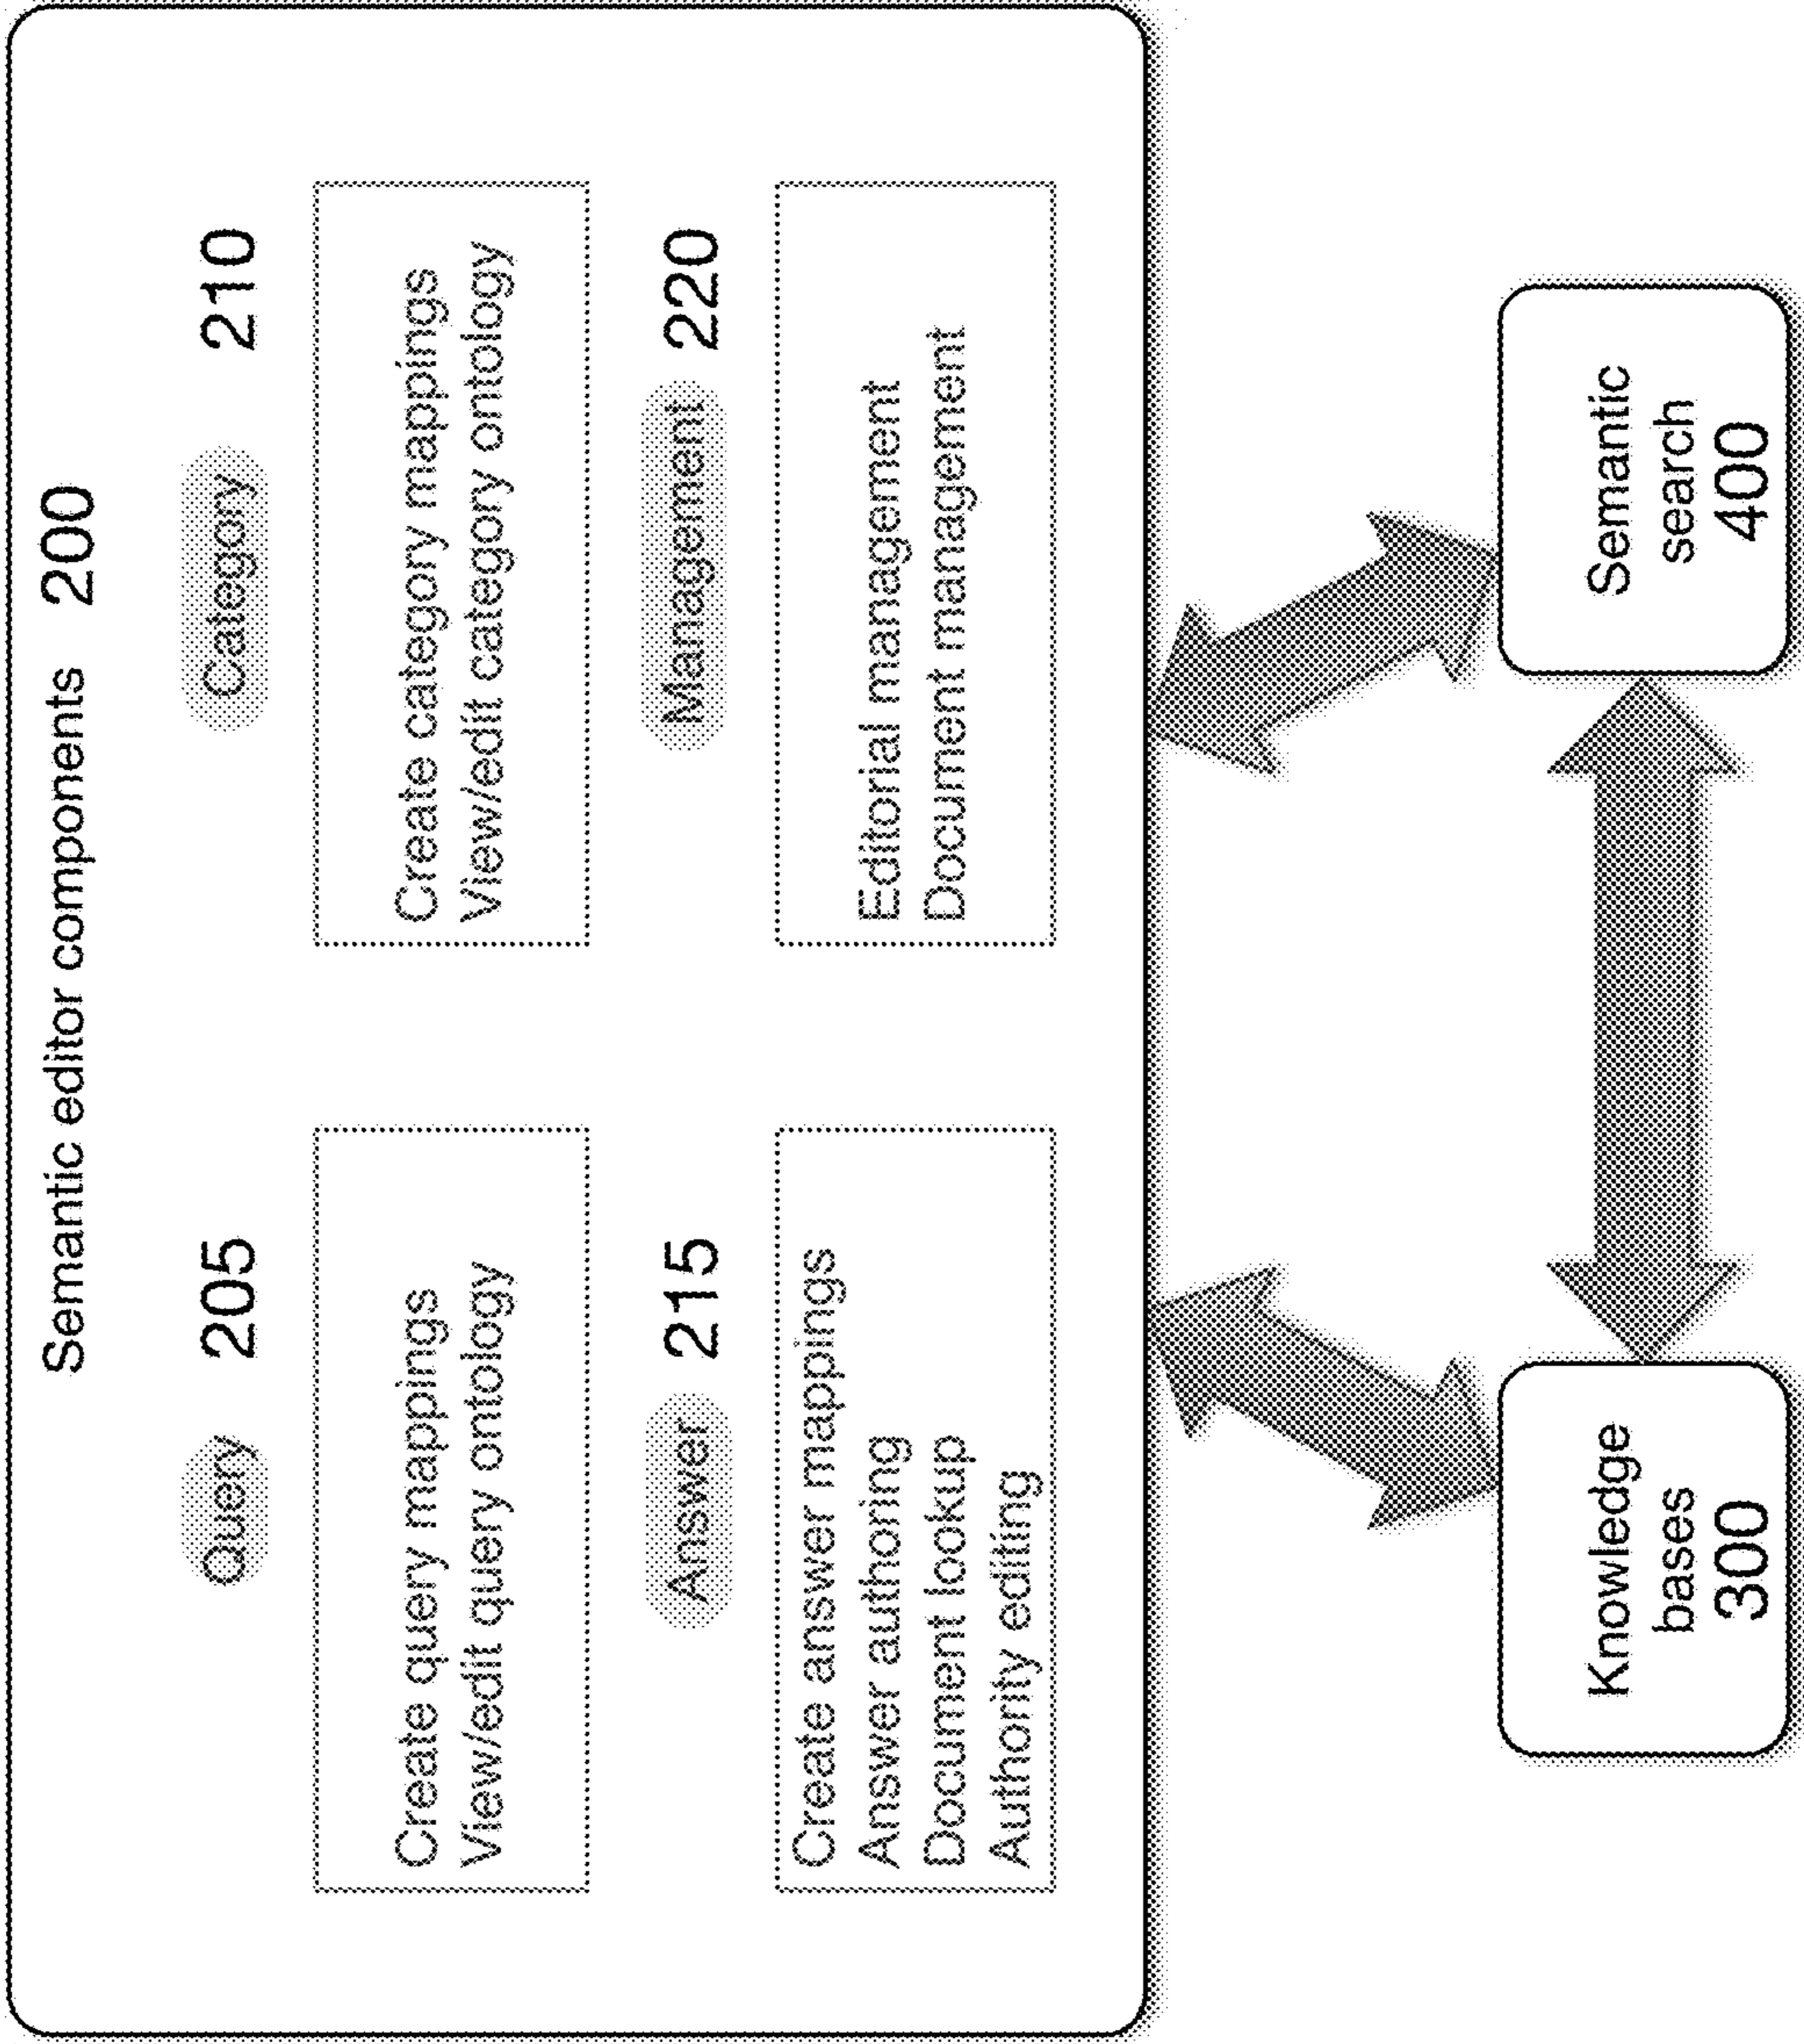 Semantic editor components 200
Query 205
Create query mappings
View/edit query ontology
Category 210
Create category mappings
View/edit category ontology
Answer 215
Create answer mappings
Answer authoring
Document lookup
Authority editing
Management 220
Editorial management
Document management
Knowledge
bases
300
Semantic
search
400